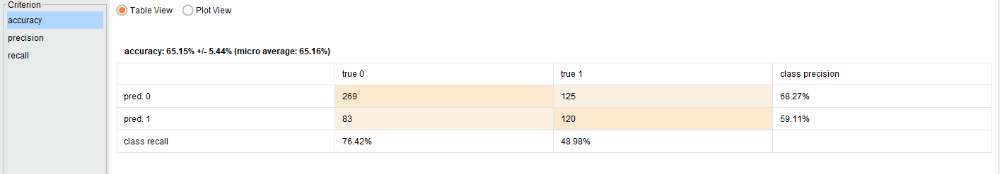 Criterion
accuracy
precision
recall
Table View Plot View
accuracy: 65.15% +/- 5.44% (micro average: 65.16%)
true 0 true 1 class precision
pred. 0 269 125 68.27%
pred. 1 83 120 59.11%
class recall 76.42% 48.98%